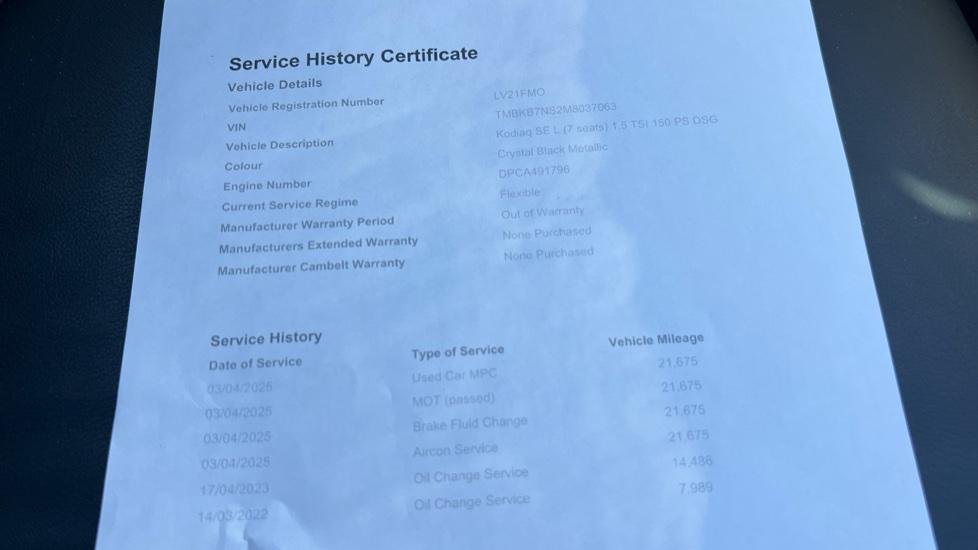 Service History Certificate
Vehicle Details
Vehicle Registration Number LV21FMO
VIN TMBKB7NS2M8037063
Vehicle Description Kodiaq SE L (7 seats) 1.5 TSI 150 PS DSG
Colour Crystal Black Metallic
Engine Number DPCA491796
Current Service Regime Flexible
Manufacturer Warranty Period Out of Warranty
Manufacturers Extended Warranty None Purchased
Manufacturer Cambelt Warranty None Purchased
Service History
Date of Service Type of Service Vehicle Mileage
03/04/2025 Used Car MPC 21,675
03/04/2025 MOT (passed) 21,675
03/04/2025 Brake Fluid Change 21,675
03/04/2025 Aircon Service 21,675
17/04/2023 Oil Change Service 14,486
14/03/2022 Oil Change Service 7,989